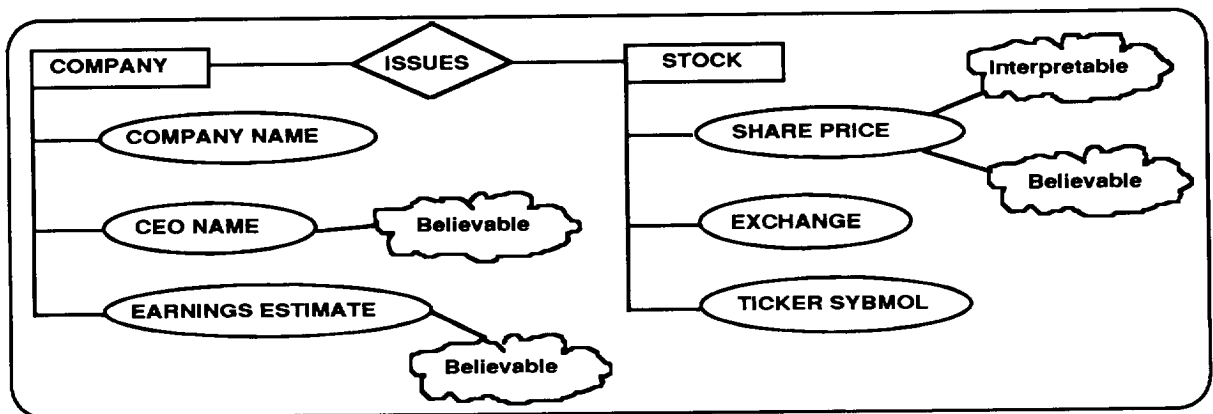 COMPANY
ISSUES
STOCK
Interpretable
COMPANY NAME
SHARE PRICE
Believable
CEO NAME
Believable
EXCHANGE
EARNINGS ESTIMATE
TICKER SYBMOL
Believable